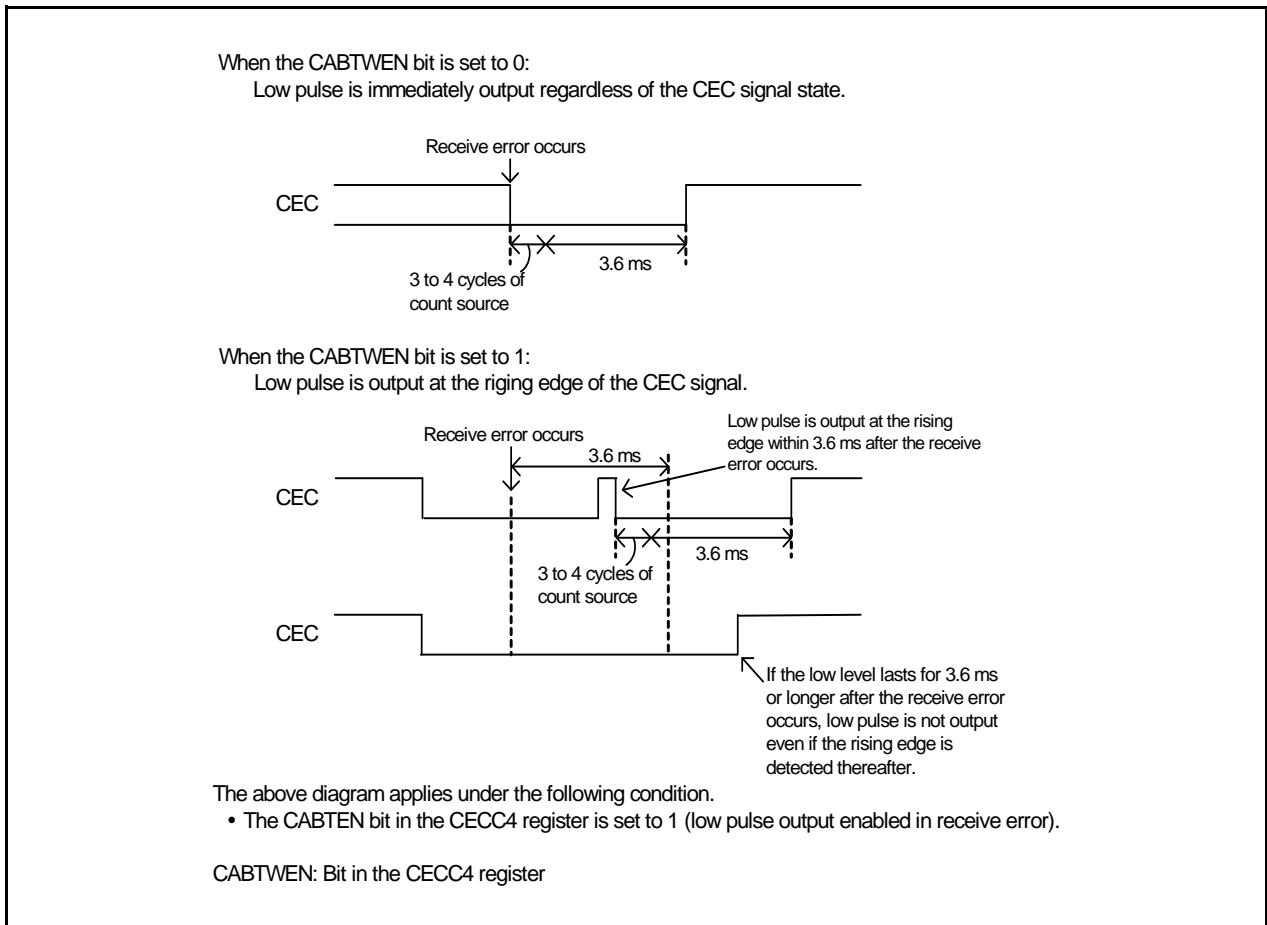 When the CABTWEN bit is set to 0:
Low pulse is immediately output regardless of the CEC signal state.
Receive error occurs
CEC
3.6 ms
3 to 4 cycles of
count source
When the CABTWEN bit is set to 1:
Low pulse is output at the riging edge of the CEC signal.
Low pulse is output at the rising
edge within 3.6 ms after the receive
error occurs.
Receive error occurs
3.6 ms
CEC
3.6 ms
3 to 4 cycles of
count source
CEC
If the low level lasts for 3.6 ms
or longer after the receive error
occurs, low pulse is not output
even if the rising edge is
detected thereafter.
The above diagram applies under the following condition.
• The CABTEN bit in the CECC4 register is set to 1 (low pulse output enabled in receive error).
CABTWEN: Bit in the CECC4 register